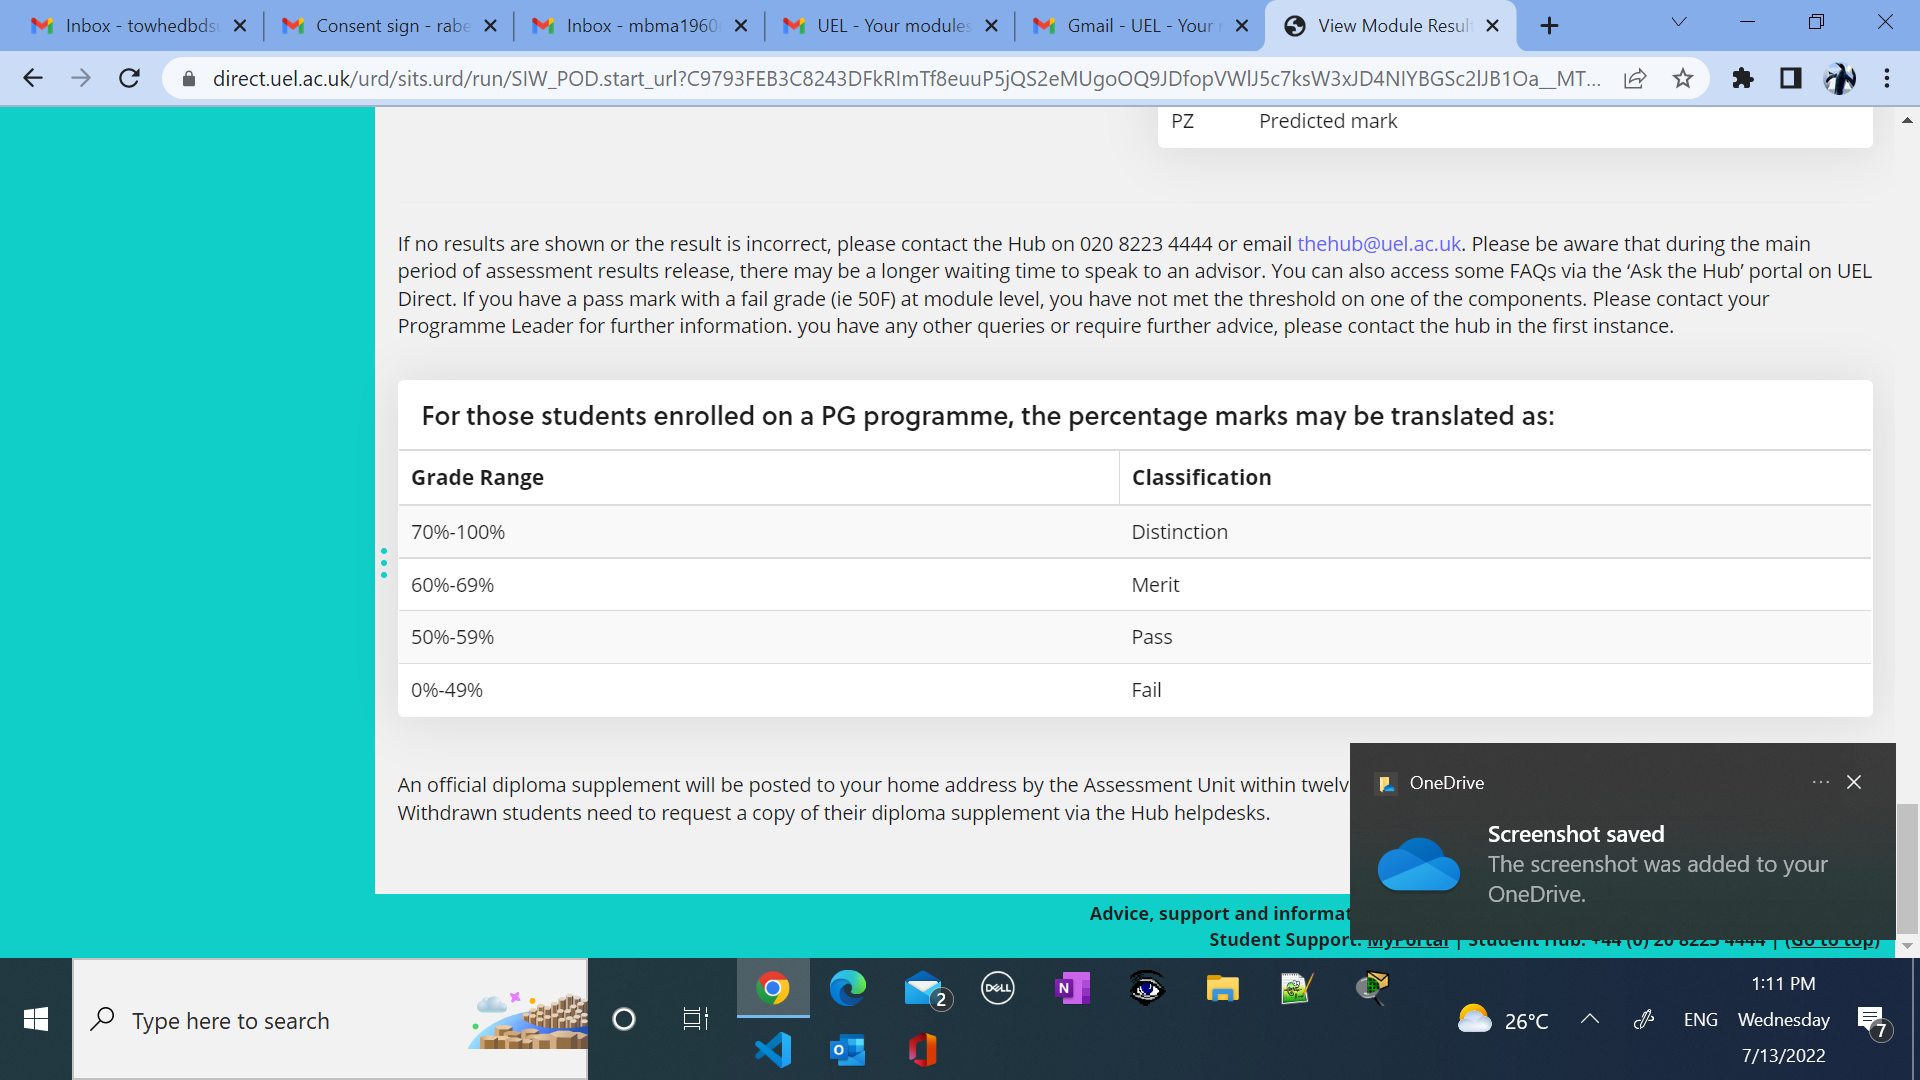 Inbox - towhedbds
Consent sign - rabe
Inbox - mbma1960
UEL - Your modules
Gmail - UEL - Your
View Module Result
direct.uel.ac.uk/urd/sits.urd/run/
PZ Predicted mark
If no results are shown or the result is incorrect, please contact the Hub on 020 8223 4444 or email thehub@uel.ac.uk. Please be aware that during the main
period of assessment results release, there may be a longer waiting time to speak to an advisor. You can also access some FAQs via the ‘Ask the Hub’ portal on UEL
Direct. If you have a pass mark with a fail grade (ie 50F) at module level, you have not met the threshold on one of the components. Please contact your
Programme Leader for further information. you have any other queries or require further advice, please contact the hub in the first instance.
For those students enrolled on a PG programme, the percentage marks may be translated as:
Grade Range Classification
70%-100% Distinction
60%-69% Merit
50%-59% Pass
0%-49% Fail
An official diploma supplement will be posted to your home address by the Assessment Unit within twelv
Withdrawn students need to request a copy of their diploma supplement via the Hub helpdesks.
OneDrive
Screenshot saved
The screenshot was added to your
OneDrive.
Advice, support and informat
Student Support: MyPortal | Student Hub: +44 (0) 20 8223 4444 | (Go to top)
Type here to search
2
DELL
26°C
ENG
1:11 PM
Wednesday
7/13/2022
7